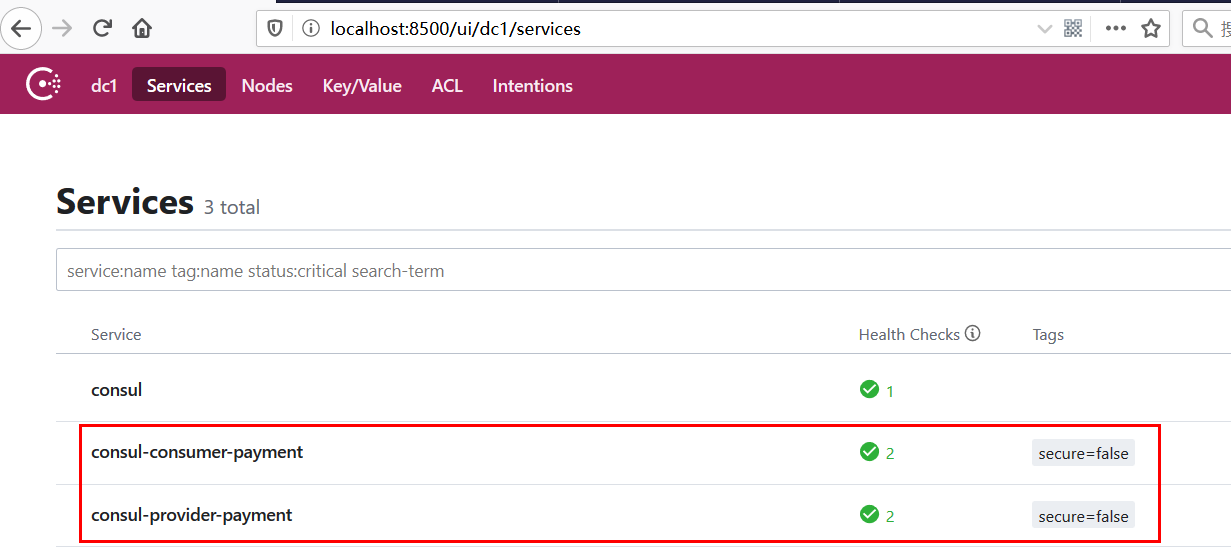 localhost:8500/ui/dc1/services
dc1 Services Nodes Key/Value ACL Intentions
Services 3 total
service:name tag:name status:critical search-term
Service Health Checks Tags
consul 1
consul-consumer-payment 2 secure=false
consul-provider-payment 2 secure=false